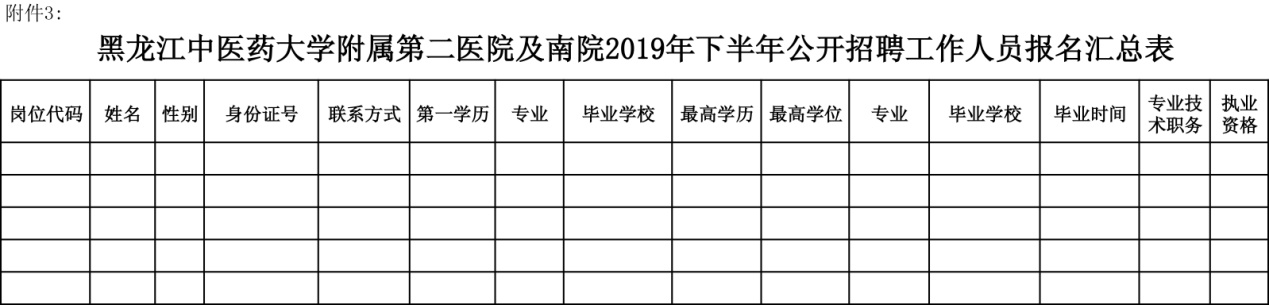 附件3:
黑龙江中医药大学附属第二医院及南院2019年下半年公开招聘工作人员报名汇总表
岗位代码 姓名 性别 身份证号 联系方式 第一学历 专业 毕业学校 最高学历 最高学位 专业 毕业学校 毕业时间 专业技术职务 执业资格